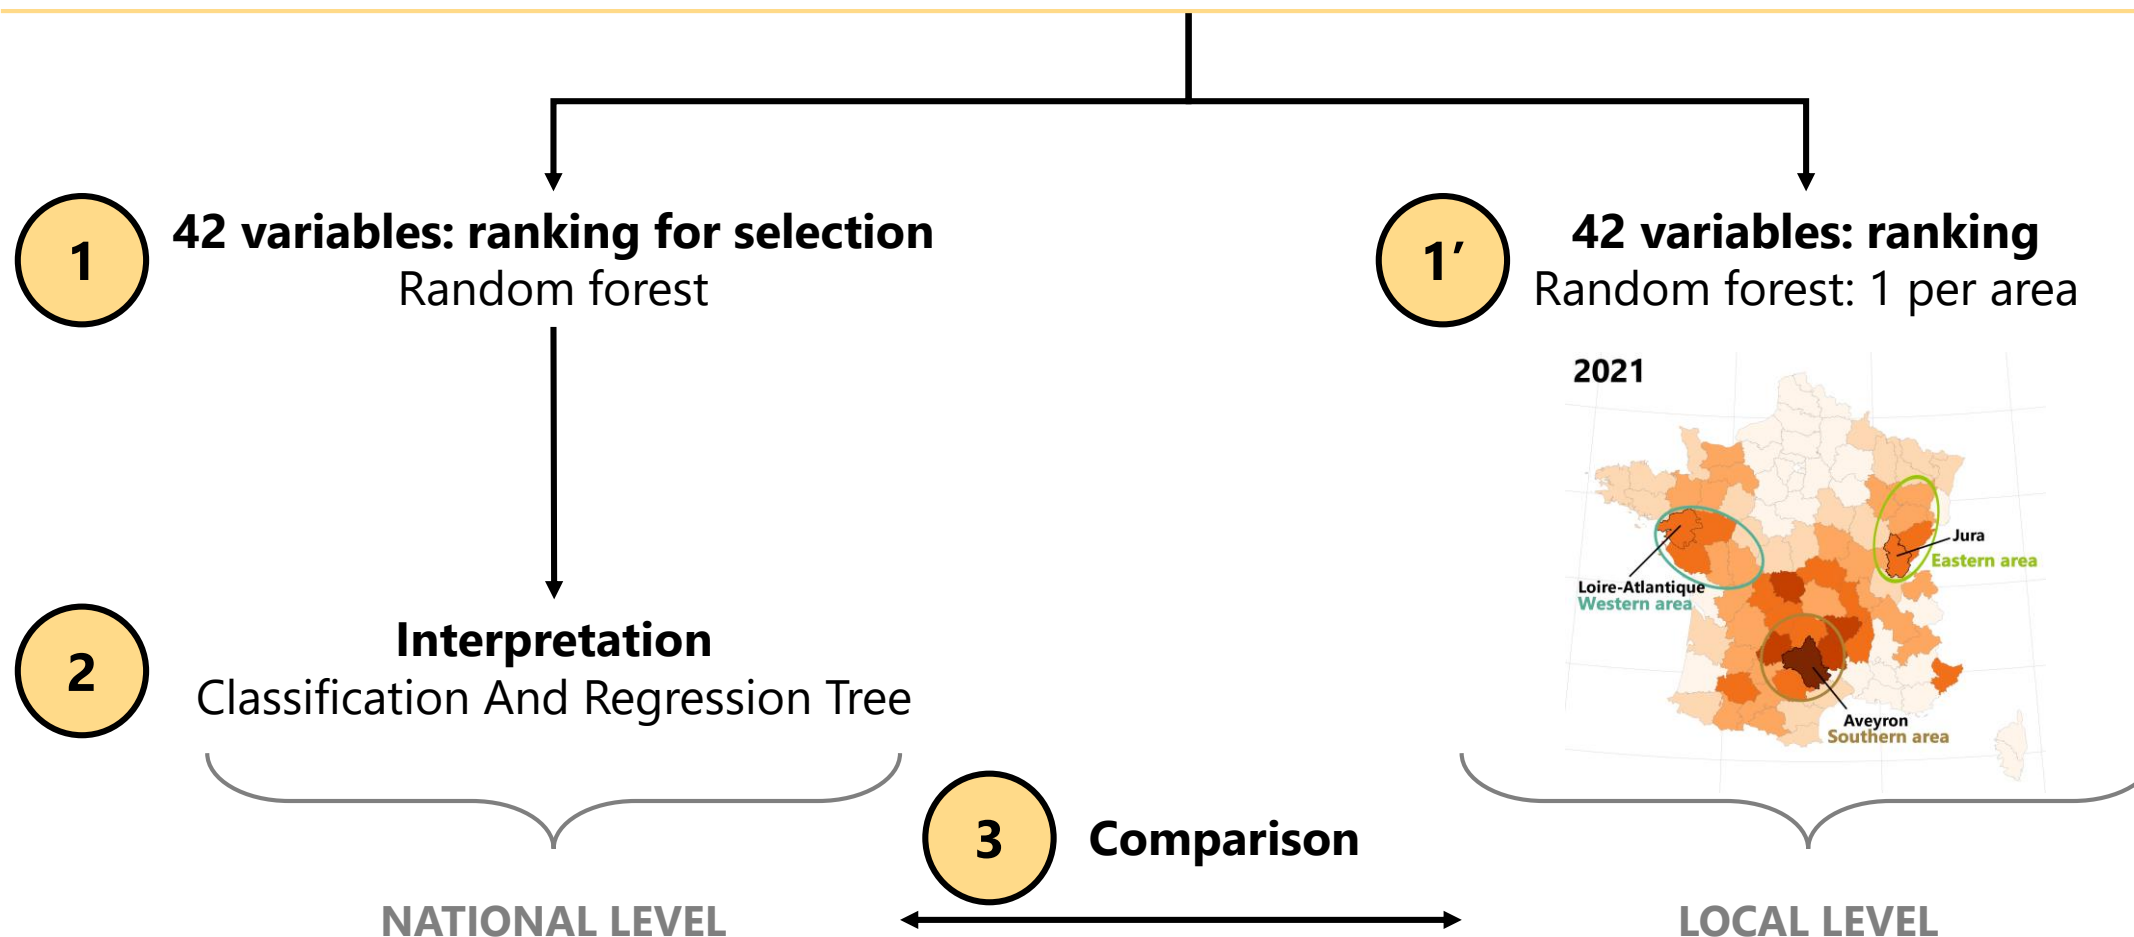 1
42 variables: ranking for selection
Random forest
1′
42 variables: ranking
Random forest: 1 per area
2021
Jura
Eastern area
Loire-Atlantique
Western area
Aveyron
Southern area
2
Interpretation
Classification And Regression Tree
3
Comparison
NATIONAL LEVEL
LOCAL LEVEL